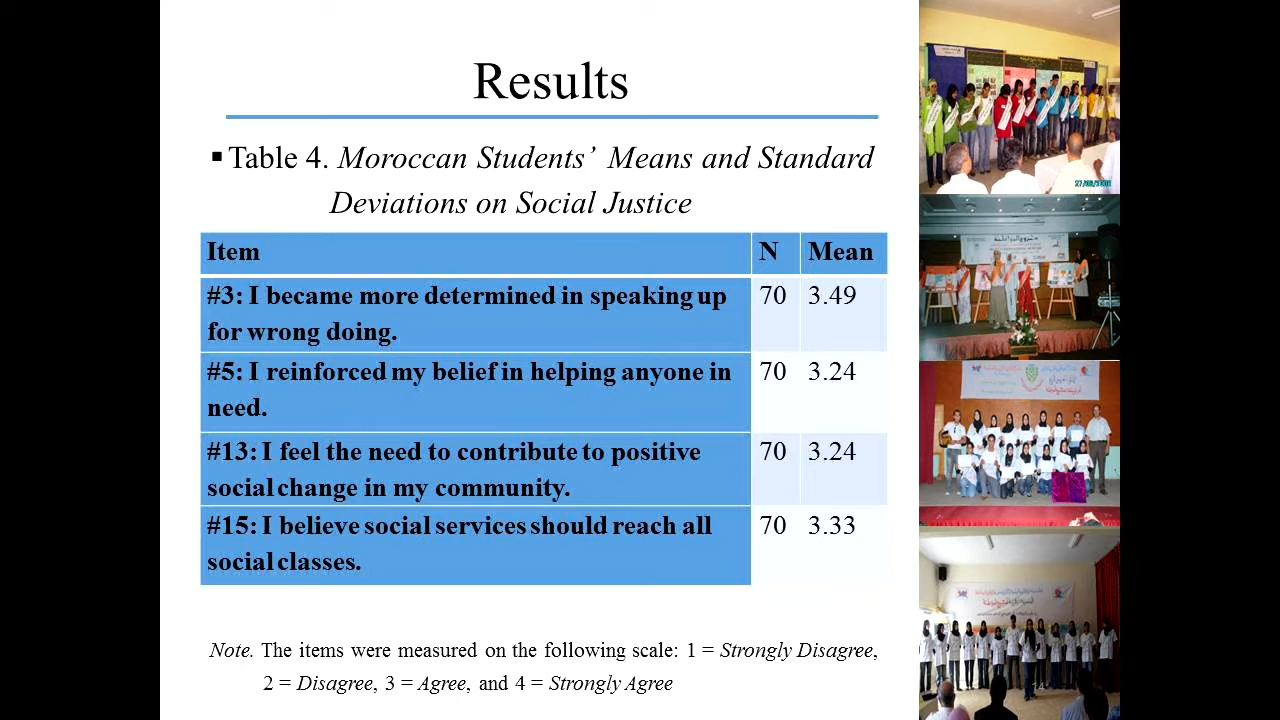 Results
▪ Table 4. Moroccan Students’ Means and Standard
Deviations on Social Justice
Item N Mean
#3: I became more determined in speaking up 70 3.49
for wrong doing.
#5: I reinforced my belief in helping anyone in 70 3.24
need.
#13: I feel the need to contribute to positive 70 3.24
social change in my community.
#15: I believe social services should reach all 70 3.33
social classes.
Note. The items were measured on the following scale: 1 = Strongly Disagree,
2 = Disagree, 3 = Agree, and 4 = Strongly Agree